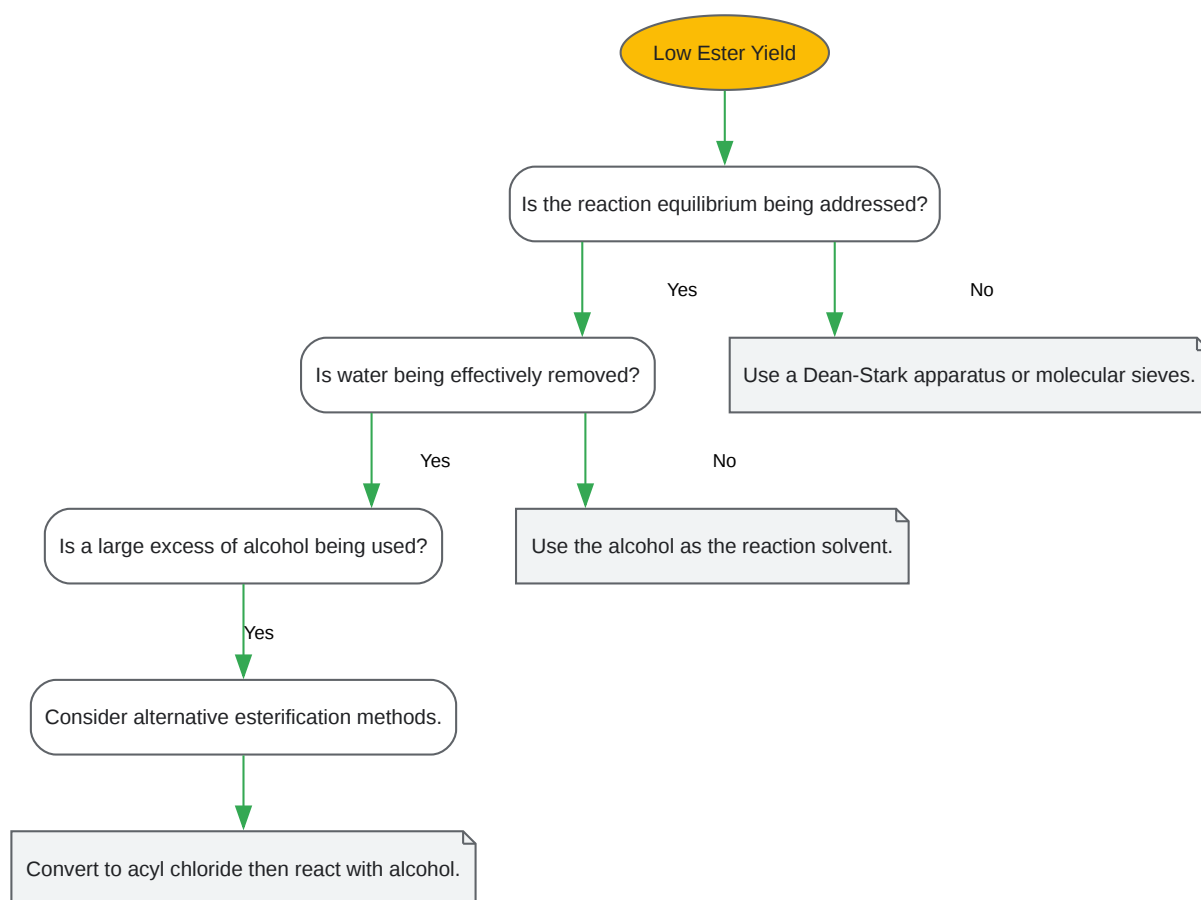 Low Ester Yield
Is the reaction equilibrium being addressed?
Yes
No
Is water being effectively removed?
Use a Dean-Stark apparatus or molecular sieves.
Yes
No
Is a large excess of alcohol being used?
Use the alcohol as the reaction solvent.
Yes
Consider alternative esterification methods.
Convert to acyl chloride then react with alcohol.